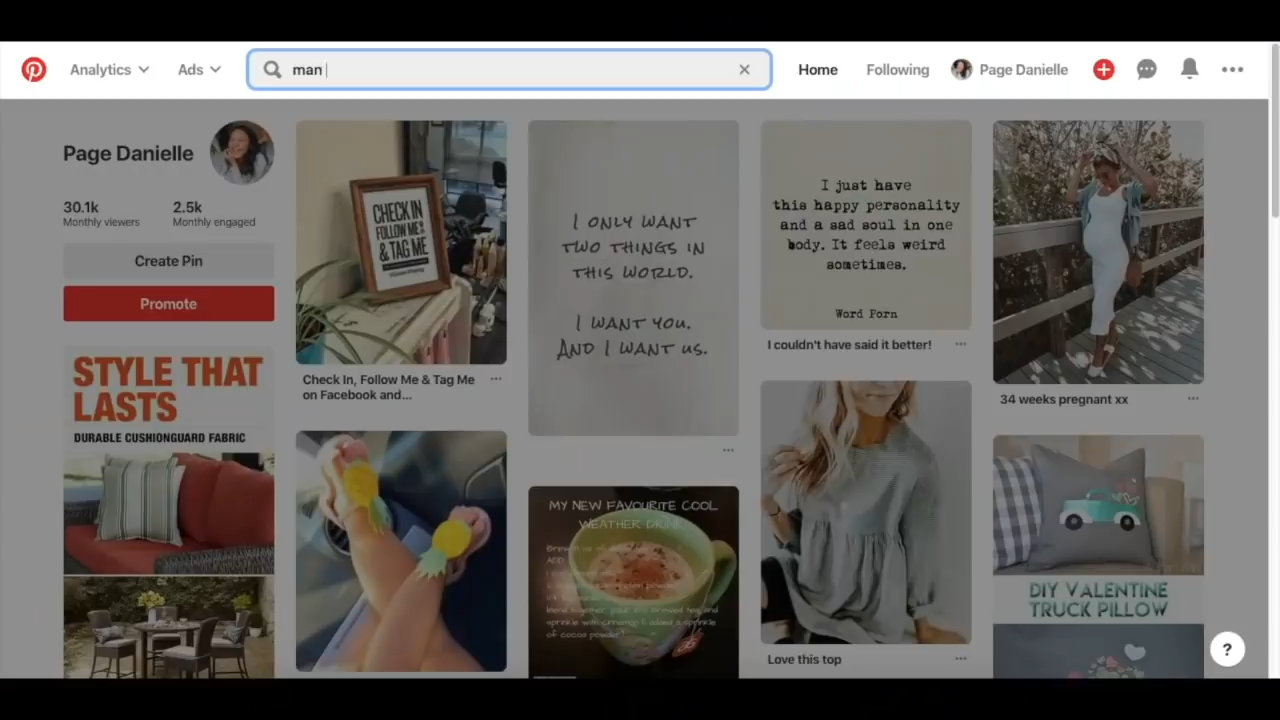 Analytics
Ads
man
Home
Following
Page Danielle
Page Danielle
30.1k
Monthly viewers
2.5k
Monthly engaged
Create Pin
Promote
STYLE THAT
LASTS
DURABLE CUSHIONGUARD FABRIC
CHECK IN
FOLLOW ME
& TAG ME
Check In, Follow Me & Tag Me
on Facebook and...
I ONLY WANT
TWO THINGS IN
THIS WORLD.
I WANT YOU.
AND I WANT US.
MY NEW FAVOURITE COOL
WEATHER DRINK
I just have
this happy personality
and a sad soul in one
body. It feels weird
sometimes.
Word Porn
I couldn't have said it better!
Love this top
34 weeks pregnant xx
DIY VALENTINE
TRUCK PILLOW
?